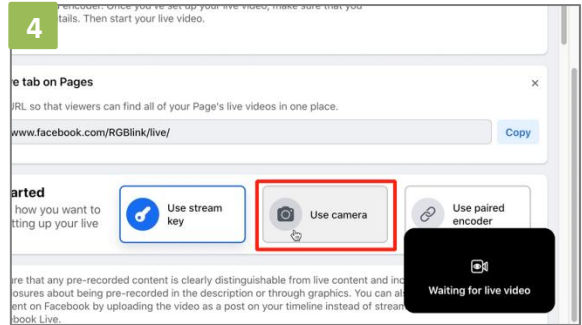 4
encoder. Once you've set up your live video, make sure that you
tails. Then start your live video.
e tab on Pages
URL so that viewers can find all of your Page's live videos in one place.
www.facebook.com/RGBlink/live/
Copy
arted
how you want to
tting up your live
Use stream
key
Use camera
Use paired
encoder
Waiting for live video
re that any pre-recorded content is clearly distinguishable from live content and inc
osures about being pre-recorded in the description or through graphics. You can al
ent on Facebook by uploading the video as a post on your timeline instead of stream
ebook Live.